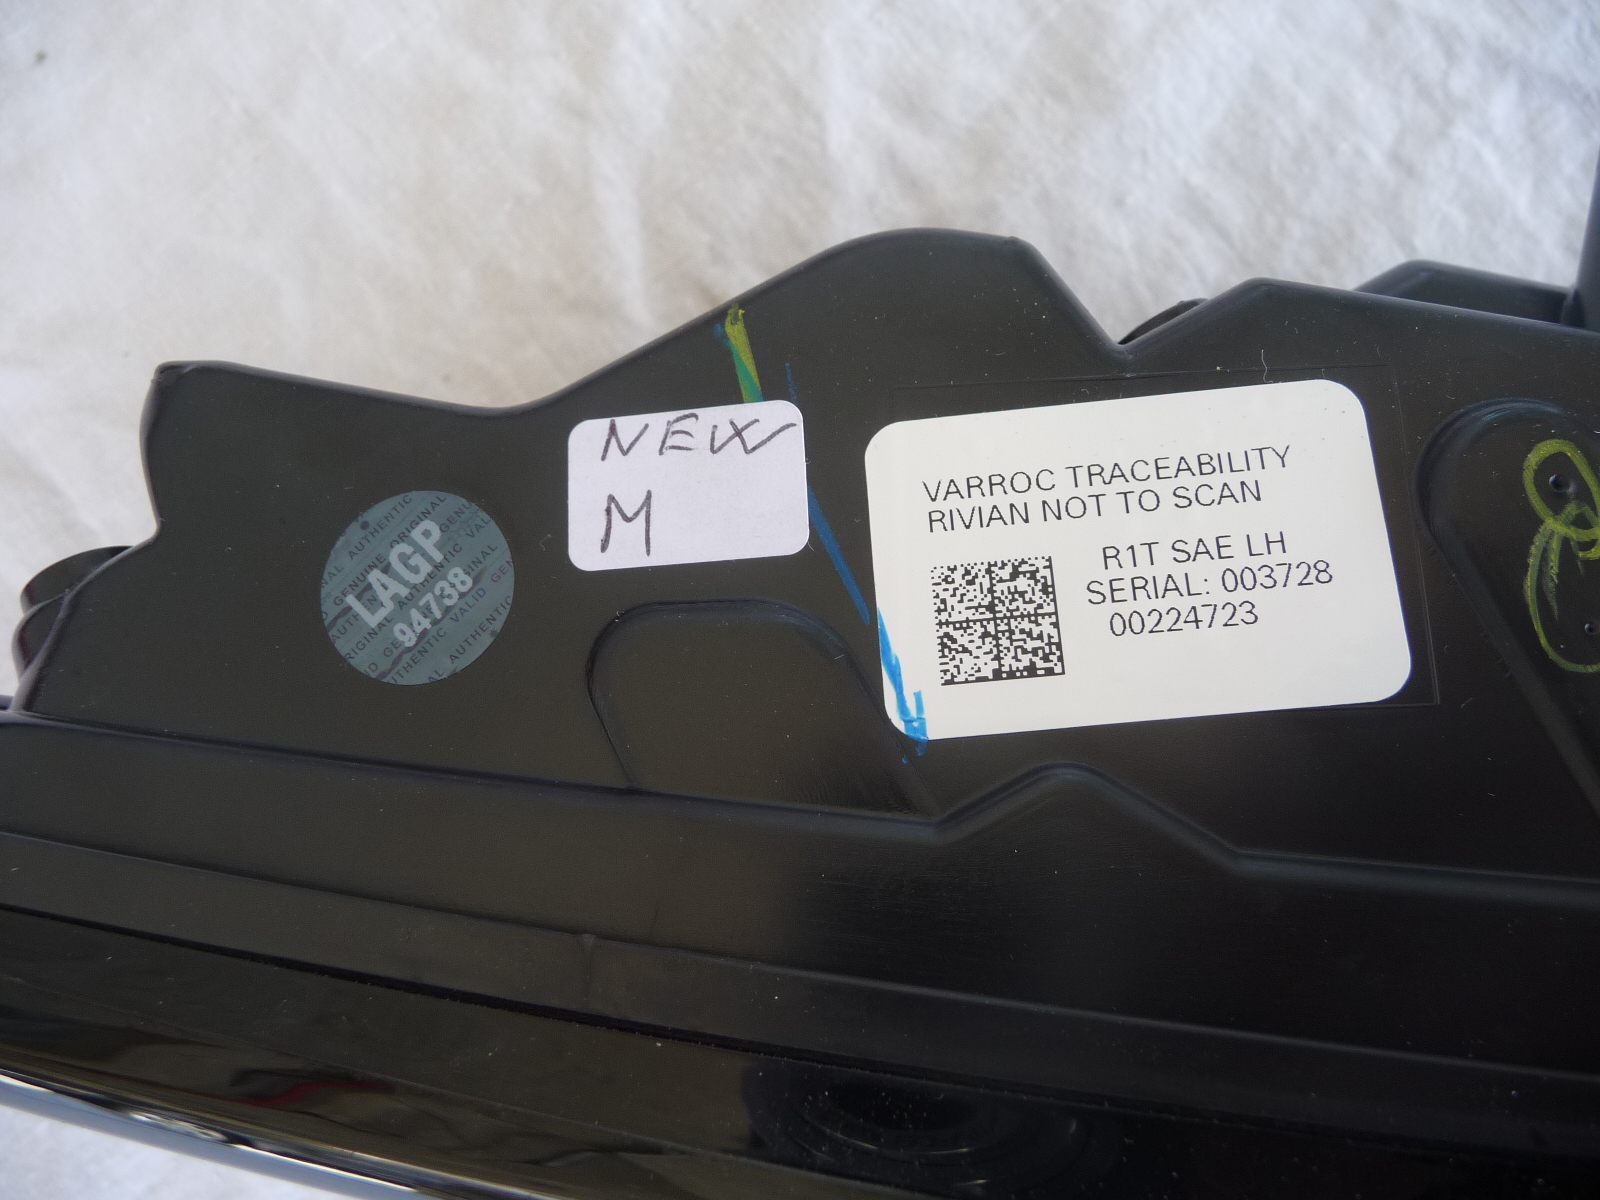 NEW
M
LAGP
94738
VARROC TRACEABILITY
RIVIAN NOT TO SCAN
R1T SAE LH
SERIAL: 003728
00224723